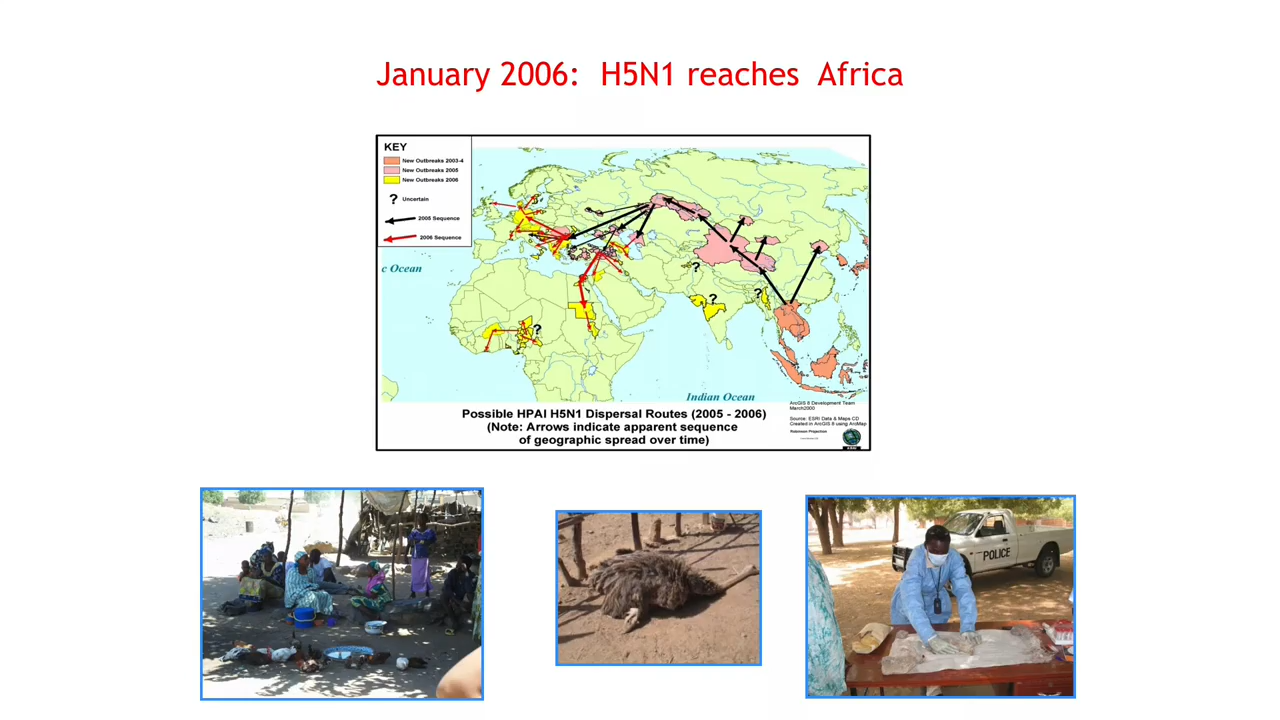 January 2006: H5N1 reaches Africa
KEY
New Outbreaks 2003-4
New Outbreaks 2005
New Outbreaks 2006
? Uncertain
2005 Sequence
2006 Sequence
c Ocean
?
?
?
?
Indian Ocean
Possible HPAI H5N1 Dispersal Routes (2005 - 2006)
(Note: Arrows indicate apparent sequence
of geographic spread over time)
ArcGIS 8 Development Team
March2000
Source: ESRI Data & Maps CD
Created in ArcGIS 8 using ArcMap
Robinson Projection
POLICE